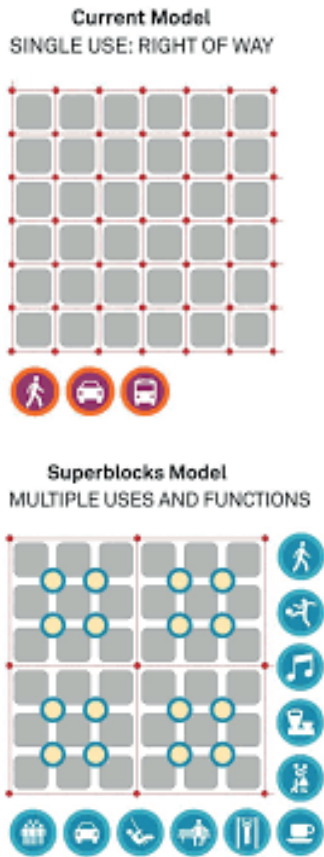 Current Model
SINGLE USE: RIGHT OF WAY
Superblocks Model
MULTIPLE USES AND FUNCTIONS